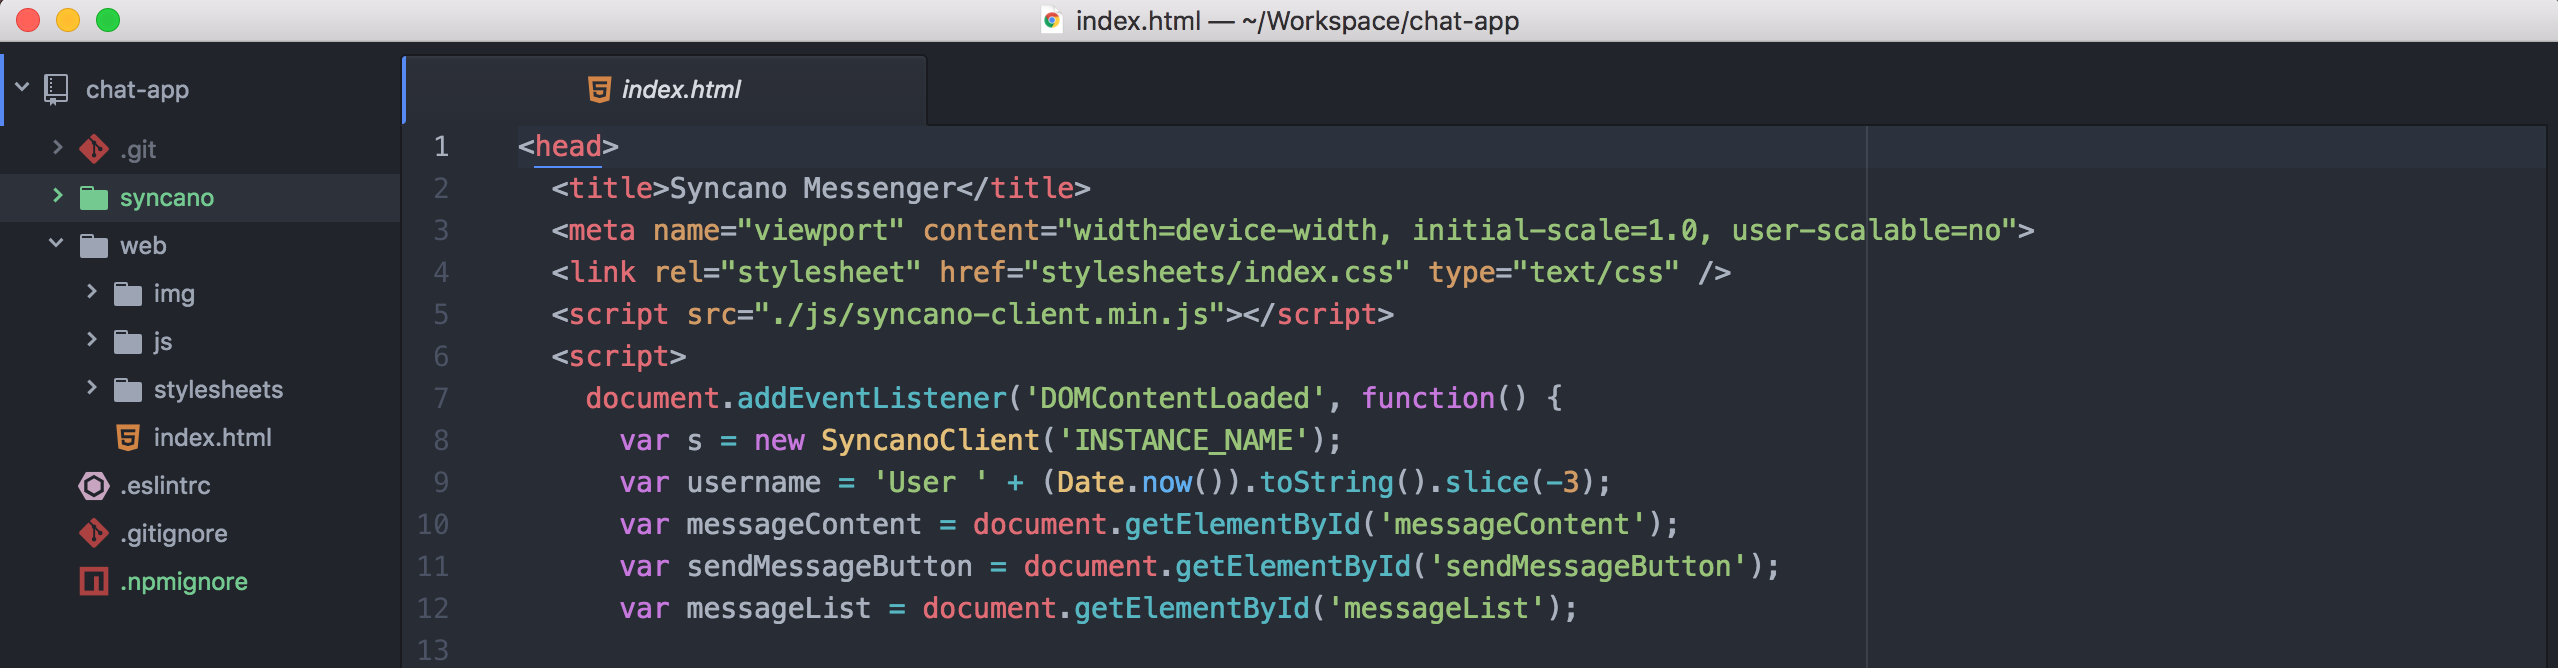 index.html — ~/Workspace/chat-app
chat-app
.git
syncano
web
img
js
stylesheets
index.html
.eslintrc
.gitignore
.npmignore
index.html
1 <head>
2 <title>Syncano Messenger</title>
3 <meta name="viewport" content="width=device-width, initial-scale=1.0, user-scalable=no">
4 <link rel="stylesheet" href="stylesheets/index.css" type="text/css" />
5 <script src="./js/syncano-client.min.js"></script>
6 <script>
7 document.addEventListener('DOMContentLoaded', function() {
8 var s = new SyncanoClient('INSTANCE_NAME');
9 var username = 'User ' + (Date.now()).toString().slice(-3);
10 var messageContent = document.getElementById('messageContent');
11 var sendMessageButton = document.getElementById('sendMessageButton');
12 var messageList = document.getElementById('messageList');
13